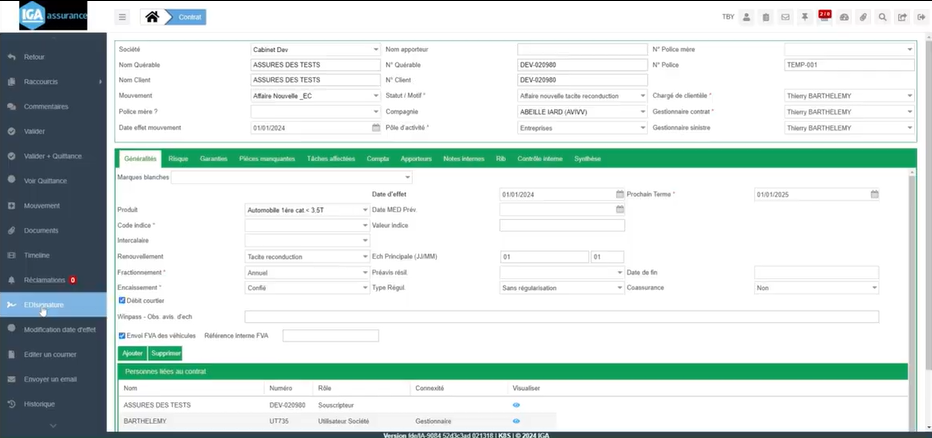 IGA assurance
Contrat
TBY
2/6
Retour
Raccourcis
Commentaires
Valider
Valider + Quittance
Voir Quittance
Mouvement
Documents
Timeline
Réclamations 0
EDIsignature
Modification date d'effet
Editer un courrier
Envoyer un email
Historique
Société Cabinet Dev Nom apporteur N° Police mère
Nom Quérable ASSURES DES TESTS N° Quérable DEV-020980 N° Police TEMP-001
Nom Client ASSURES DES TESTS N° Client DEV-020980
Mouvement Affaire Nouvelle _EC Statut / Motif * Affaire nouvelle tacite reconduction Chargé de clientèle * Thierry BARTHELEMY
Police mère ? Compagnie ABEILLE IARD (AVIVV) Gestionnaire contrat * Thierry BARTHELEMY
Date effet mouvement 01/01/2024 Pôle d'activité * Entreprises Gestionnaire sinistre Thierry BARTHELEMY
Généralités Risque Garanties Pièces manquantes Tâches affectées Compta Apporteurs Notes internes Rib Contrôle interne Synthèse
Marques blanches
Date d'effet 01/01/2024 Prochain Terme * 01/01/2025
Produit Automobile 1ére cat < 3,5T Date MED Prév.
Code indice * Valeur indice
Intercalaire
Renouvellement Tacite reconduction Ech Principale (JJ/MM) 01 01
Fractionnement * Annuel Préavis résil Date de fin
Encaissement * Confié Type Régul Sans régularisation Coassurance Non
Débit courtier
Winpass - Obs. avis. d'ech
Envoi FVA des véhicules Référence Interne FVA
Ajouter Supprimer
Personnes liées au contrat
Nom Numéro Rôle Connexité Visualiser
ASSURES DES TESTS DEV-020980 Souscripteur
BARTHELEMY UT735 Utilisateur Société Gestionnaire
| KBS | © 2024 IGA